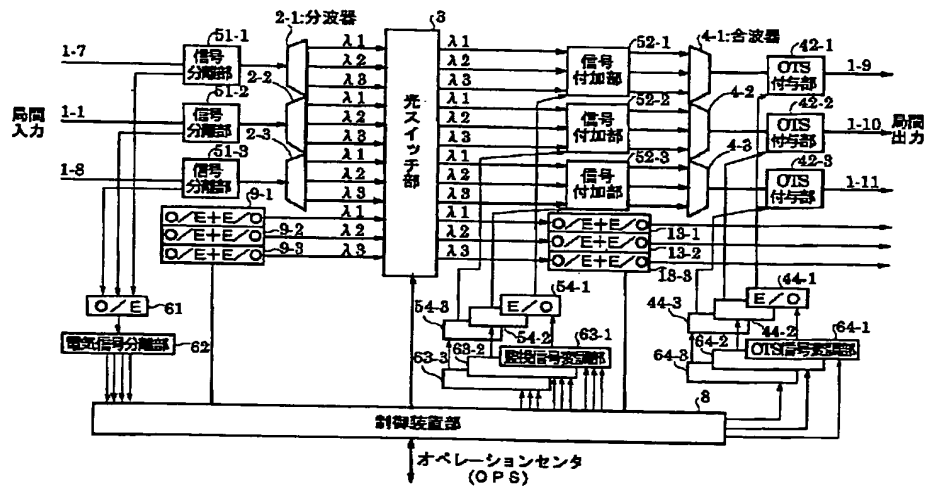 2-1:分波器
3
51-1
λ1
λ1
52-1
4-1:合波器
42-1
1-7
信号
分離部
λ2
λ2
信号
付加部
OTS
付与部
1-9
2-2
λ3
λ3
51-2
λ1
λ1
52-2
4-2
42-2
局間
入力
1-1
信号
分離部
λ2
光スイッチ部
λ2
信号
付加部
OTS
付与部
1-10
局間
出力
2-3
λ3
λ3
51-3
λ1
λ1
52-3
4-3
42-3
1-8
信号
分離部
λ2
λ2
信号
付加部
OTS
付与部
1-11
λ3
λ3
9-1
O/E+E/O
λ1
λ1
O/E+E/O
13-1
O/E+E/O
9-2
λ2
λ2
O/E+E/O
13-2
O/E+E/O
9-3
λ3
λ3
O/E+E/O
13-3
O/E
61
54-3
E/O
54-1
54-2
44-3
E/O
44-1
44-2
電気信号分離部
62
63-3
63-2
監視信号変調部
63-1
64-3
64-2
OTS信号変調部
64-1
制御装置部
8
オペレーションセンタ
(OPS)